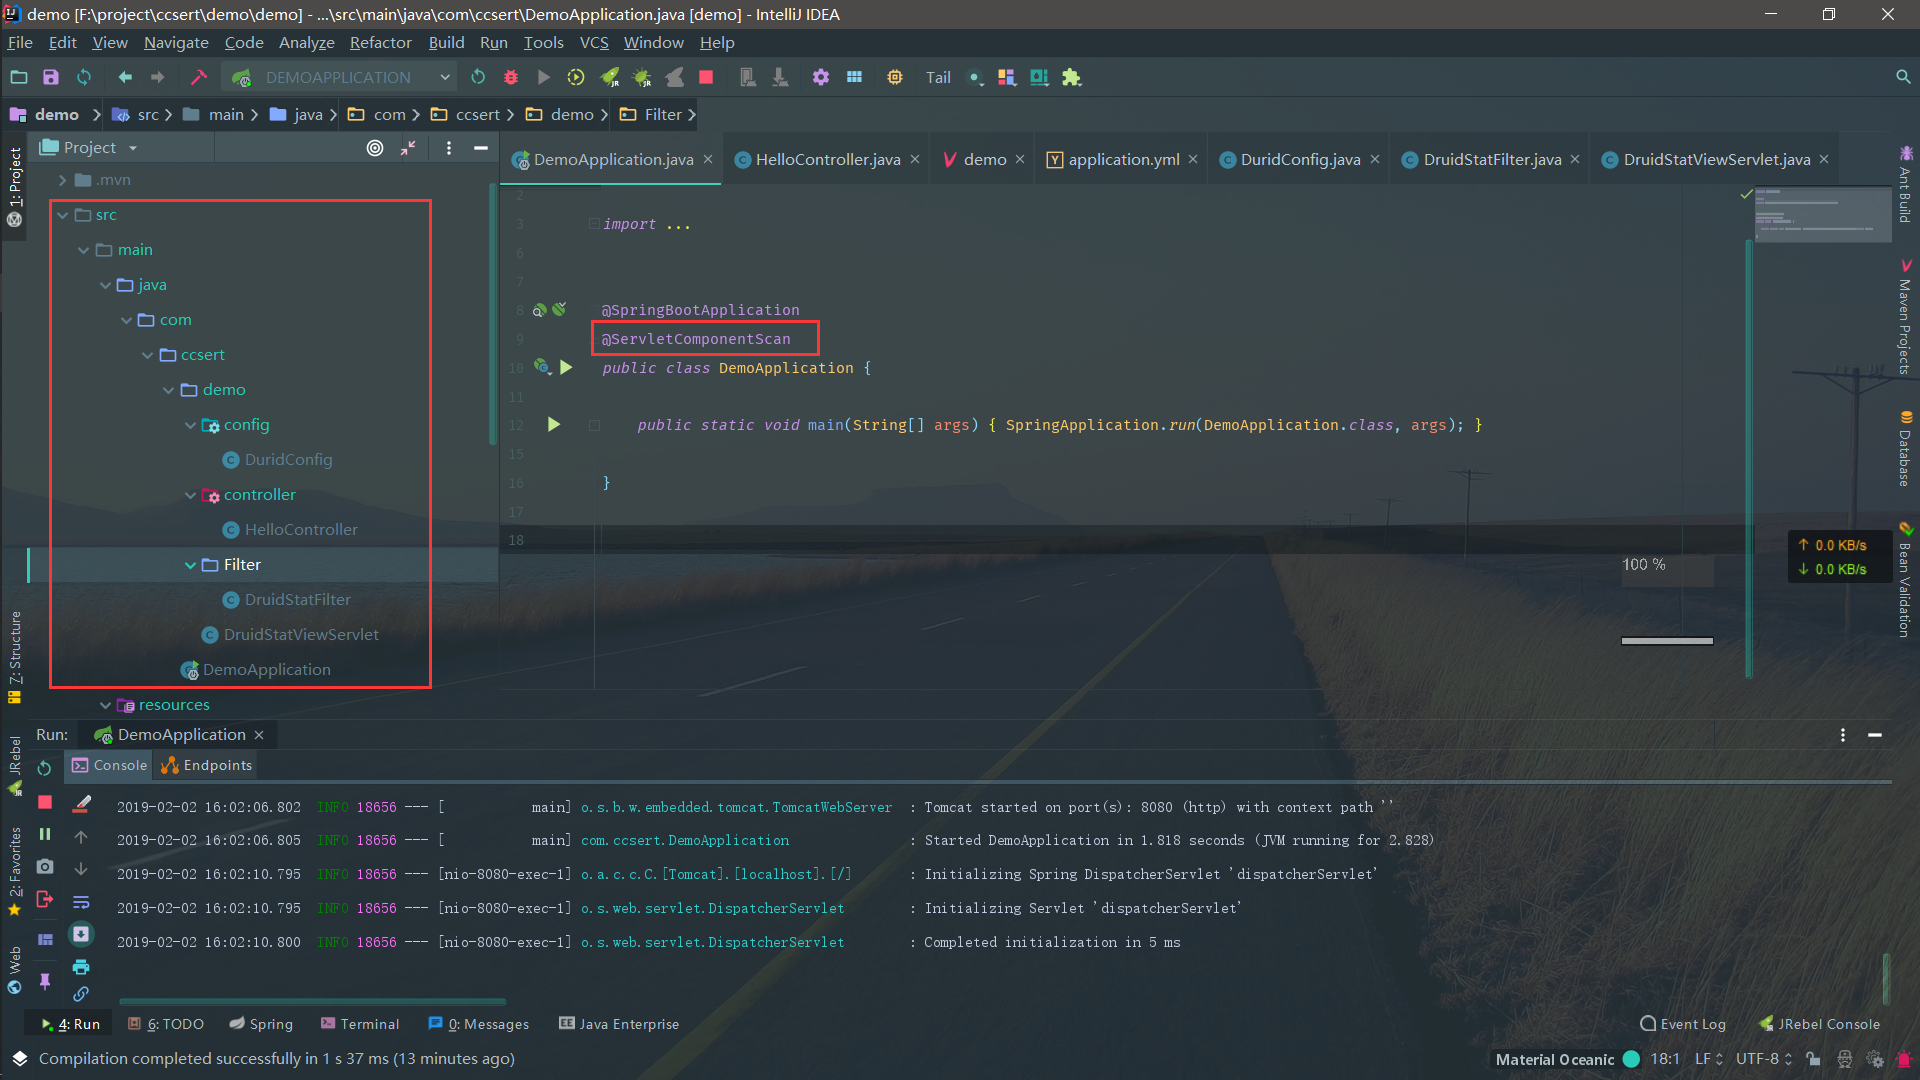 demo [F:\project\ccsert\demo\demo] - ...\src\main\java\com\ccsert\DemoApplication.java [demo] - IntelliJ IDEA
File Edit View Navigate Code Analyze Refactor Build Run Tools VCS Window Help
DEMOAPPLICATION Tail
demo src main java com ccsert demo Filter
Project
DemoApplication.java HelloController.java demo application.yml DuridConfig.java DruidStatFilter.java DruidStatViewServlet.java
.mvn
src
main
java
com
ccsert
demo
config
DuridConfig
controller
HelloController
Filter
DruidStatFilter
DruidStatViewServlet
DemoApplication
resources
2
3 import ...
6
7
8 @SpringBootApplication
9 @ServletComponentScan
10 public class DemoApplication {
11
12 public static void main(String[] args) { SpringApplication.run(DemoApplication.class, args); }
15
16 }
17
18
100 %
↑ 0.0 KB/s
↓ 0.0 KB/s
1: Project
7: Structure
JRebel
2: Favorites
Web
Ant Build
Maven Projects
Database
Bean Validation
Run: DemoApplication
Console Endpoints
2019-02-02 16:02:06.802 INFO 18656 --- [ main] o.s.b.w.embedded.tomcat.TomcatWebServer : Tomcat started on port(s): 8080 (http) with context path ''
2019-02-02 16:02:06.805 INFO 18656 --- [ main] com.ccsert.DemoApplication : Started DemoApplication in 1.818 seconds (JVM running for 2.828)
2019-02-02 16:02:10.795 INFO 18656 --- [nio-8080-exec-1] o.a.c.c.C.[Tomcat].[localhost].[/] : Initializing Spring DispatcherServlet 'dispatcherServlet'
2019-02-02 16:02:10.795 INFO 18656 --- [nio-8080-exec-1] o.s.web.servlet.DispatcherServlet : Initializing Servlet 'dispatcherServlet'
2019-02-02 16:02:10.800 INFO 18656 --- [nio-8080-exec-1] o.s.web.servlet.DispatcherServlet : Completed initialization in 5 ms
4: Run 6: TODO Spring Terminal 0: Messages Java Enterprise Event Log JRebel Console
Compilation completed successfully in 1 s 37 ms (13 minutes ago) Material Oceanic 18:1 LF UTF-8